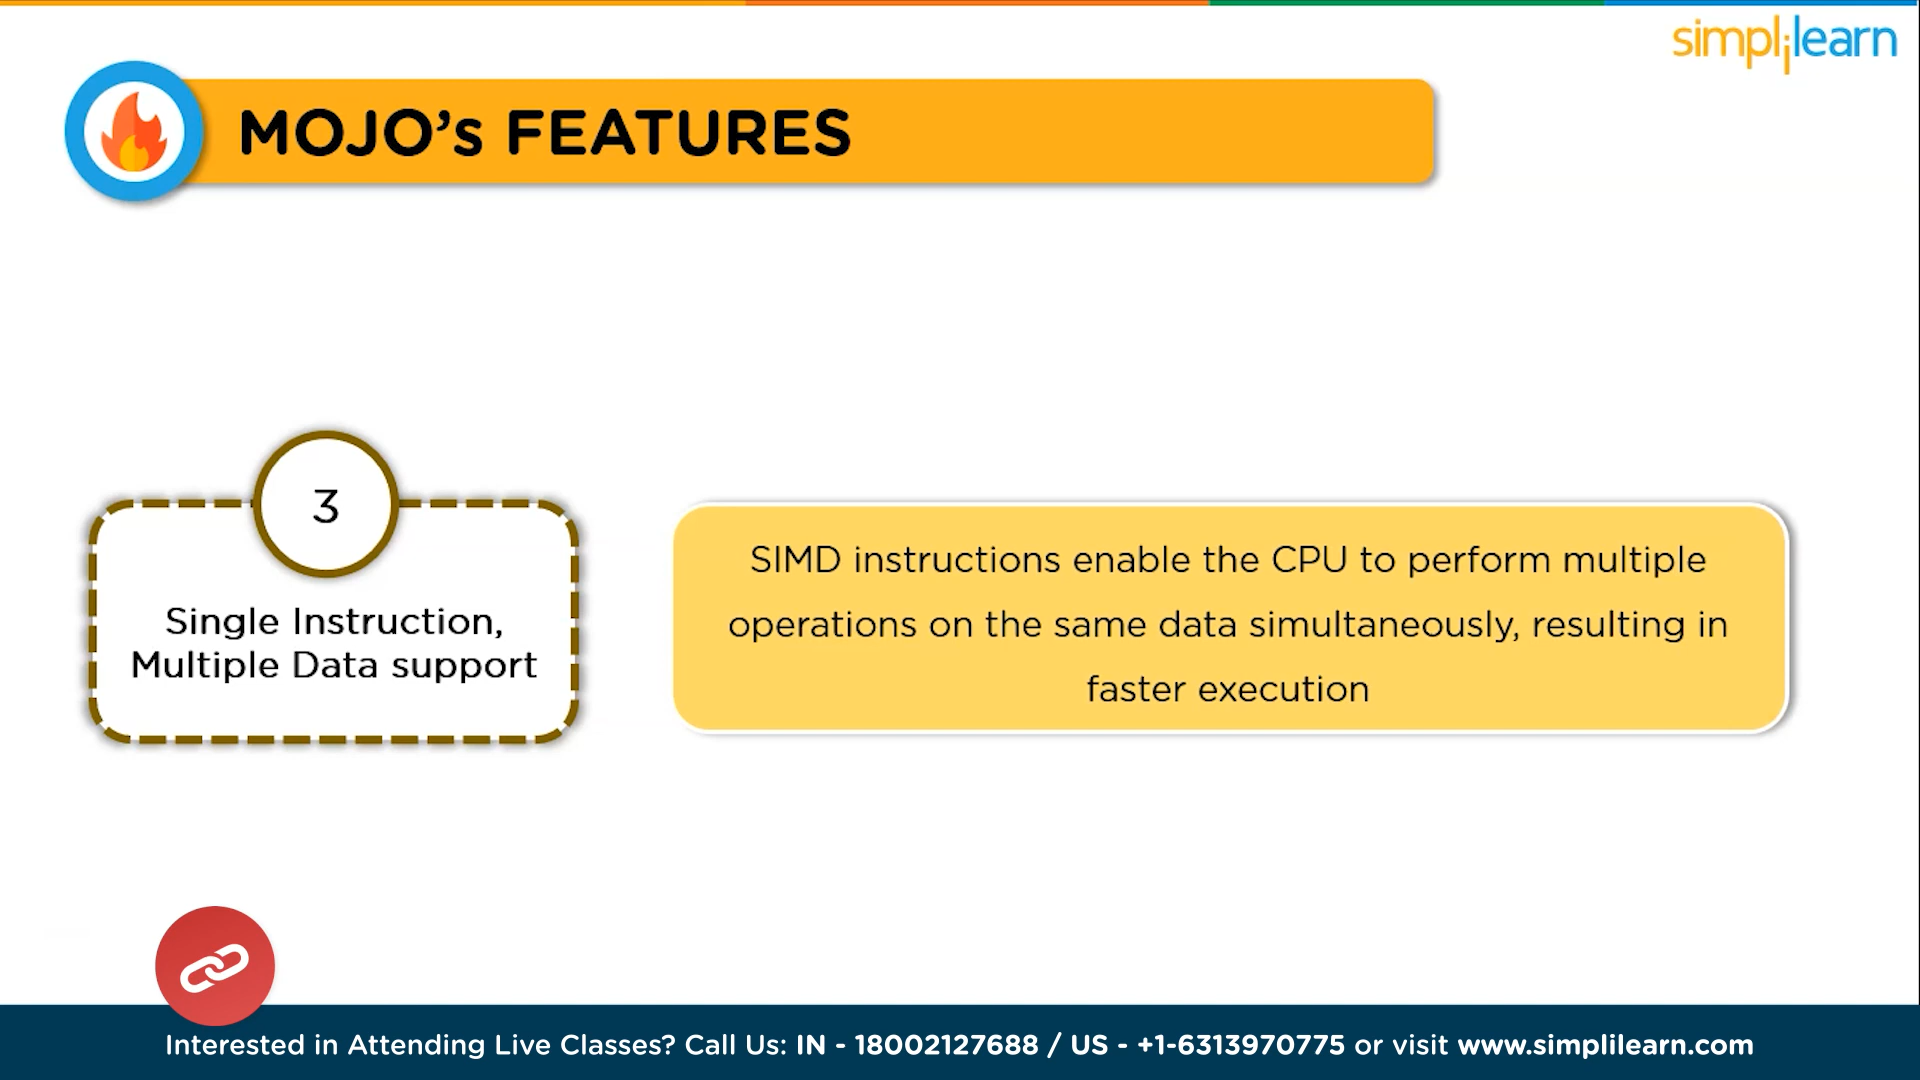 simplilearn
MOJO's FEATURES
3
Single Instruction,
Multiple Data support
SIMD instructions enable the CPU to perform multiple
operations on the same data simultaneously, resulting in
faster execution
Interested in Attending Live Classes? Call Us: IN - 18002127688 / US - +1-6313970775 or visit www.simplilearn.com